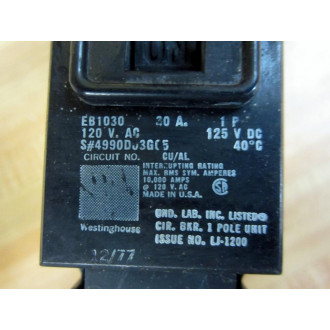 EB1030 30 A. 1 P
120 V. AC 125 V DC
S#4990D03G05 40°C
CIRCUIT NO. CU/AL
INTERRUPTING RATING
MAX. RMS SYM. AMPERES
10,000 AMPS
@ 120 V. AC
MADE IN U.S.A.
Westinghouse
UND. LAB. INC. LISTED
CIR. BKR. 1 POLE UNIT
ISSUE NO. LJ-1200
12/77